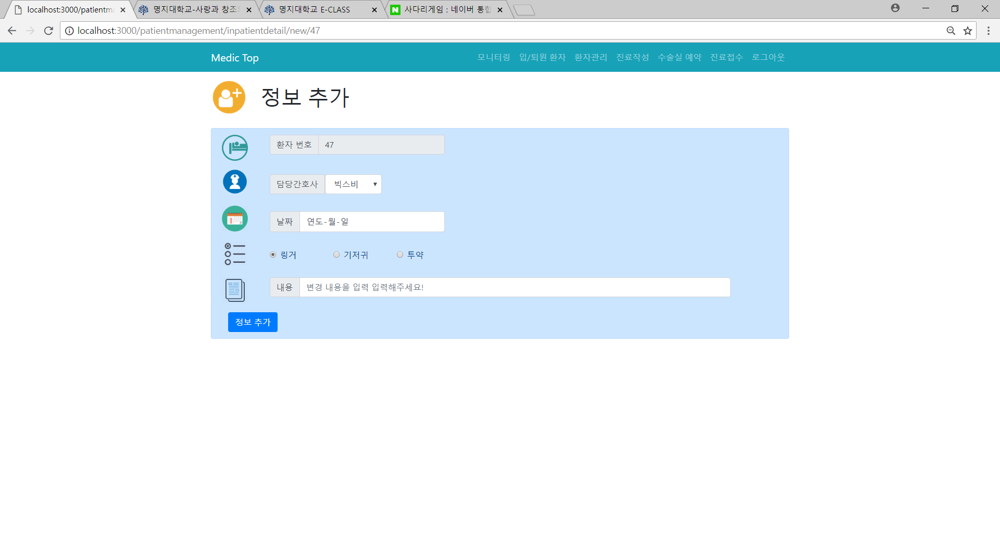 localhost:3000/patientma
명지대학교-사랑과 창조의
명지대학교 E-CLASS
사다리게임 : 네이버 통합
localhost:3000/patientmanagement/inpatientdetail/new/47
Medic Top
모니터링 입/퇴원 환자 환자관리 진료작성 수술실 예약 진료접수 로그아웃
정보 추가
환자 번호 47
담당간호사 빅스비
날짜 연도-월-일
링거 기저귀 투약
내용 변경 내용을 입력 입력해주세요!
정보 추가